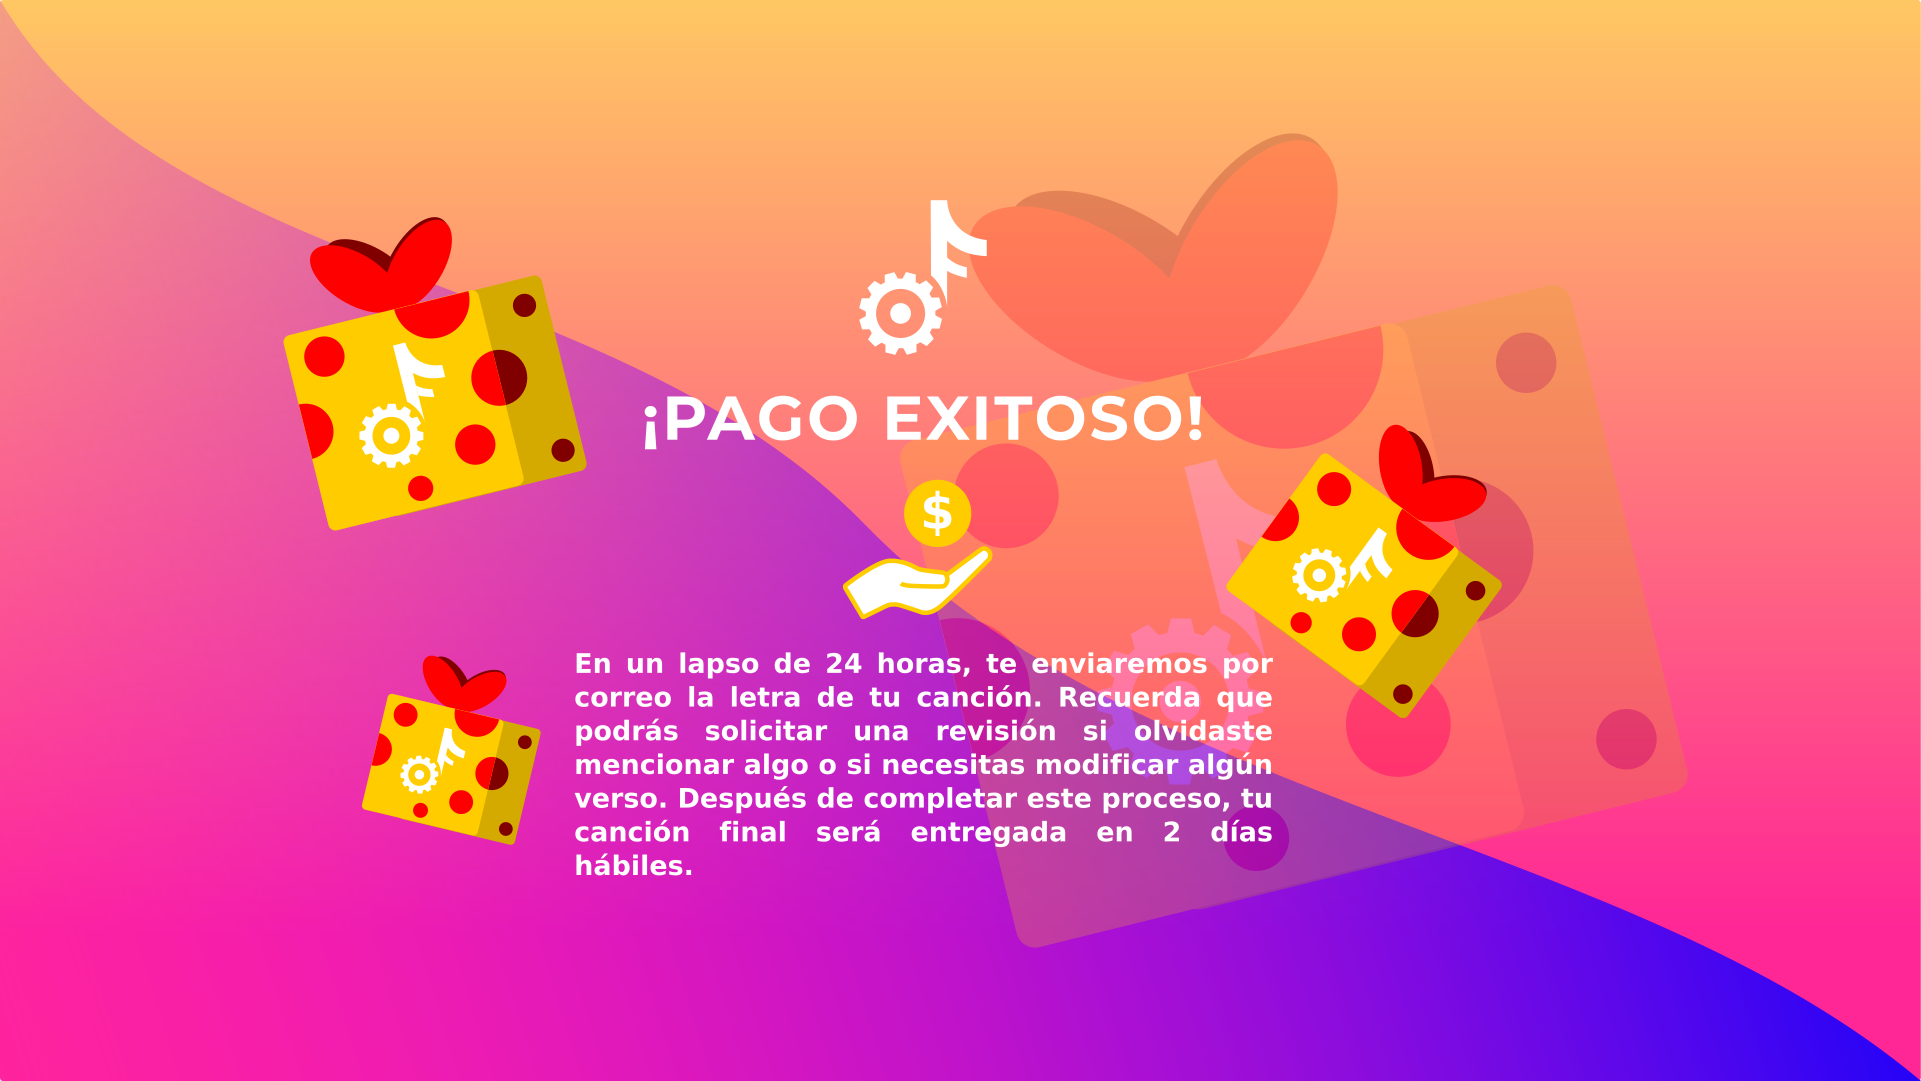 ¡PAGO EXITOSO!
$
En un lapso de 24 horas, te enviaremos por
correo la letra de tu canción. Recuerda que
podrás solicitar una revisión si olvidaste
mencionar algo o si necesitas modificar algún
verso. Después de completar este proceso, tu
canción final será entregada en 2 días
hábiles.